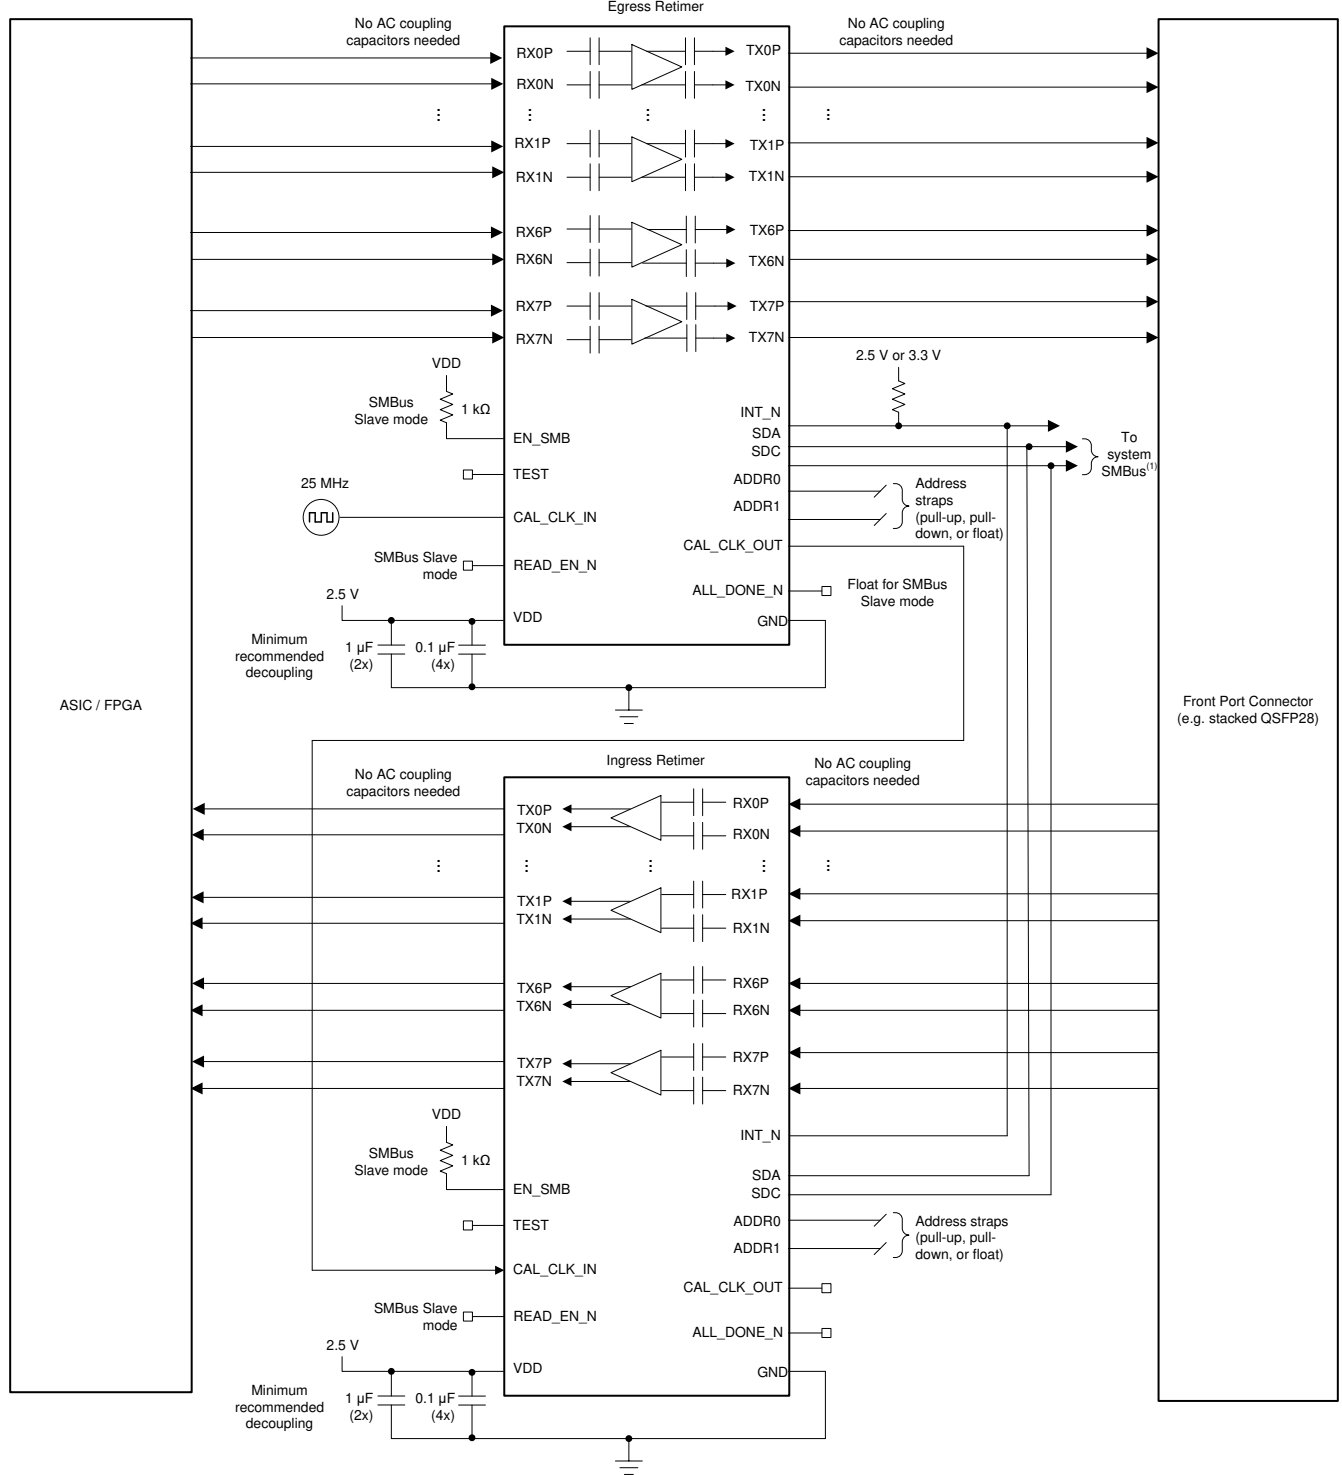 Egress Retimer
No AC coupling
capacitors needed
No AC coupling
capacitors needed
RX0P
TX0P
RX0N
TX0N
RX1P
TX1P
RX1N
TX1N
RX6P
TX6P
RX6N
TX6N
RX7P
TX7P
RX7N
TX7N
VDD
SMBus
Slave mode
1 kΩ
EN_SMB
TEST
25 MHz
CAL_CLK_IN
SMBus Slave
mode
READ_EN_N
2.5 V
VDD
Minimum
recommended
decoupling
1 µF
(2x)
0.1 µF
(4x)
2.5 V or 3.3 V
INT_N
SDA
SDC
To
system
SMBus(1)
ADDR0
ADDR1
Address
straps
(pull-up, pull-
down, or float)
CAL_CLK_OUT
ALL_DONE_N
Float for SMBus
Slave mode
GND
ASIC / FPGA
Front Port Connector
(e.g. stacked QSFP28)
Ingress Retimer
No AC coupling
capacitors needed
No AC coupling
capacitors needed
TX0P
RX0P
TX0N
RX0N
TX1P
RX1P
TX1N
RX1N
TX6P
RX6P
TX6N
RX6N
TX7P
RX7P
TX7N
RX7N
VDD
SMBus
Slave mode
1 kΩ
EN_SMB
TEST
CAL_CLK_IN
SMBus Slave
mode
READ_EN_N
2.5 V
VDD
Minimum
recommended
decoupling
1 µF
(2x)
0.1 µF
(4x)
INT_N
SDA
SDC
ADDR0
ADDR1
Address straps
(pull-up, pull-
down, or float)
CAL_CLK_OUT
ALL_DONE_N
GND